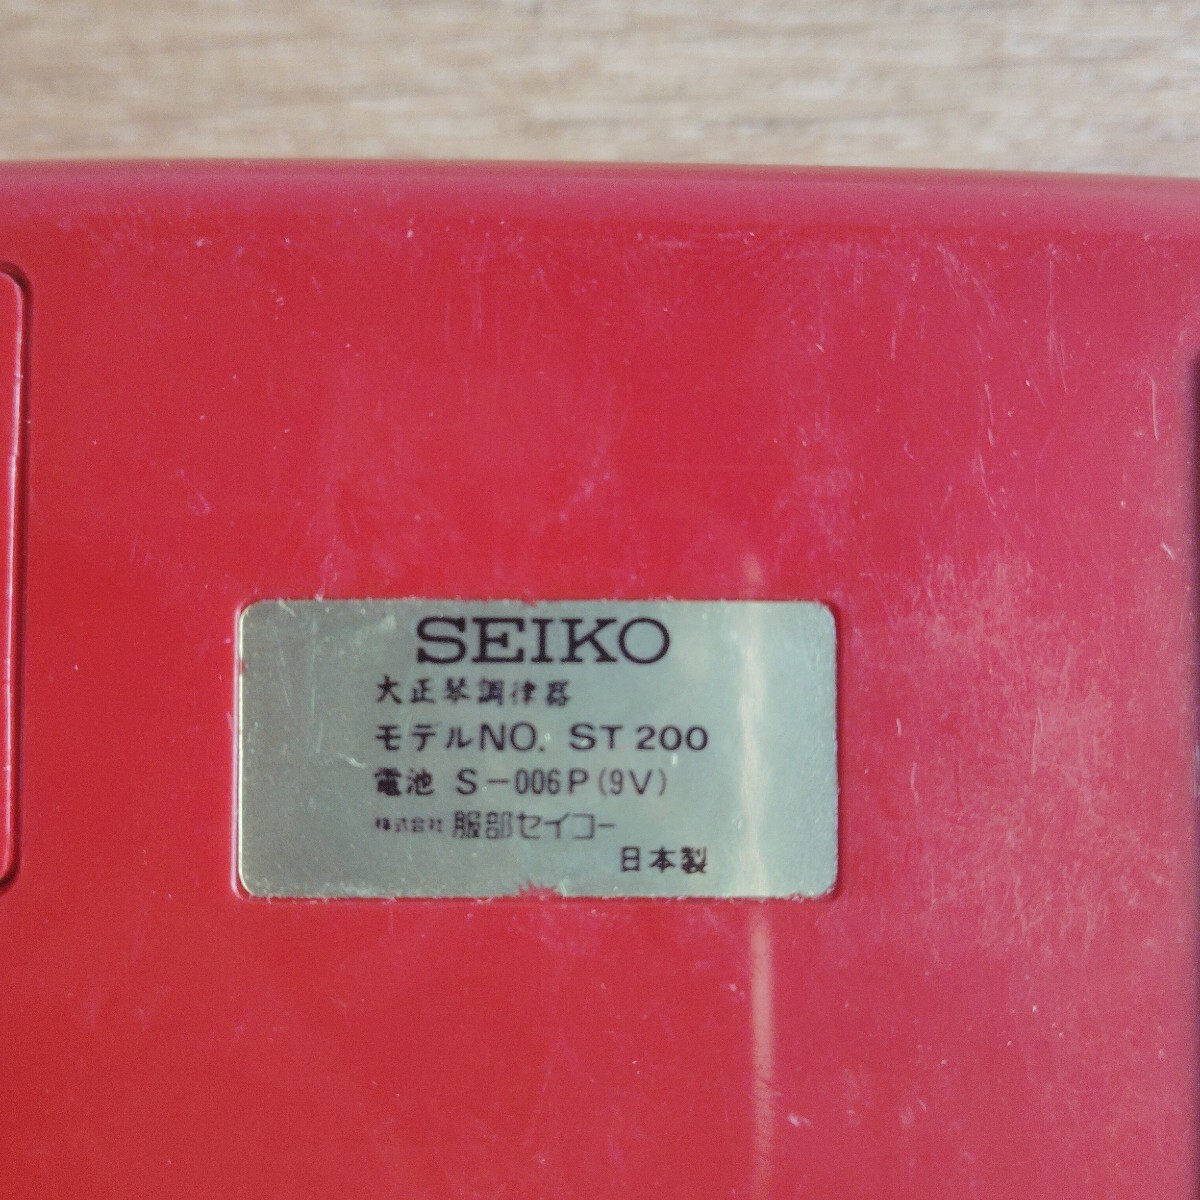 SEIKO
大正琴調律器
モデルNO. ST 200
電池 S-006P(9V)
株式会社 服部セイコー
日本製